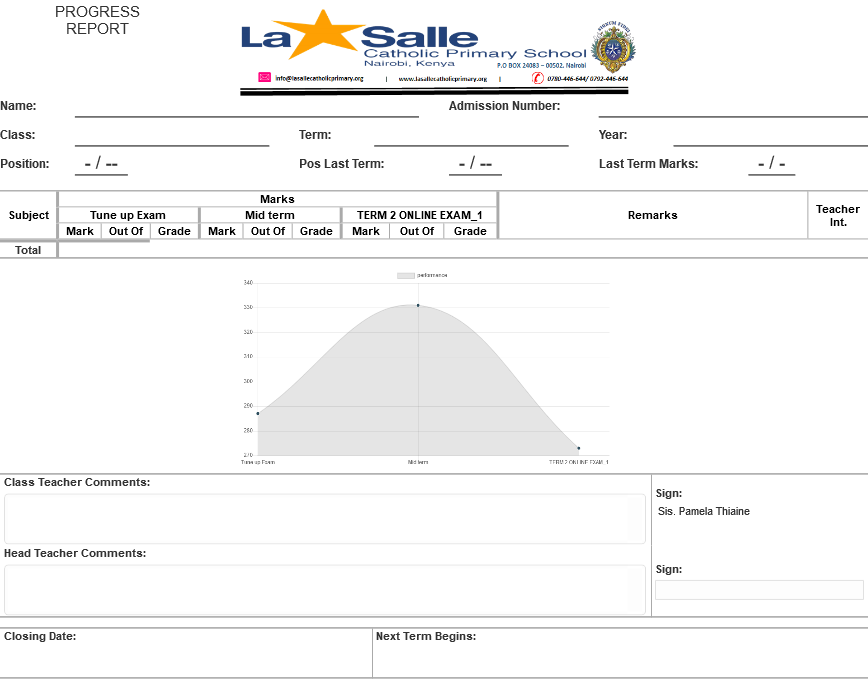 PROGRESS
REPORT
La Salle
Catholic Primary School
Nairobi, Kenya
P.O BOX 24083 – 00502, Nairobi
info@lasallecatholicprimary.org | www.lasallecatholicprimary.org | 0780-446-644/ 0792-446-644
Name: Admission Number:
Class: Term: Year:
Position: - / -- Pos Last Term: - / -- Last Term Marks: - / -
Subject Marks Remarks Teacher Int.
Tune up Exam Mid term TERM 2 ONLINE EXAM_1
Mark Out Of Grade Mark Out Of Grade Mark Out Of Grade
Total
performance
340
330
320
310
300
290
280
270
Tune up Exam Mid term TERM 2 ONLINE EXAM_1
Class Teacher Comments:
Sign:
Sis. Pamela Thiaine
Head Teacher Comments:
Sign:
Closing Date: Next Term Begins: